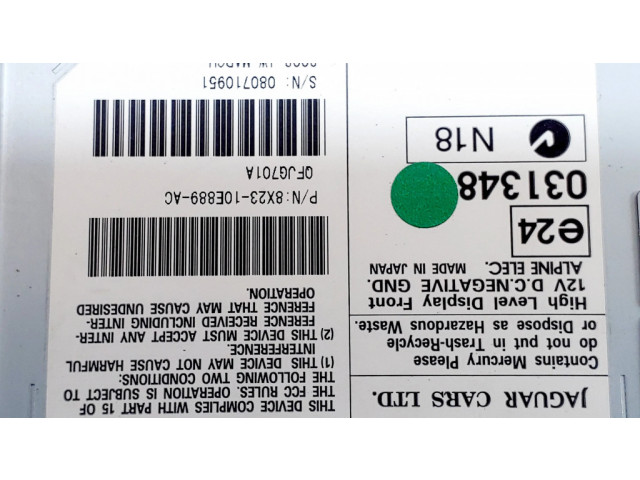 JAGUAR CARS LTD.
Contains Mercury Please
do not put in Trash-Recycle
or Dispose as Hazardous Waste.
High Level Display Front
12V D.C.NEGATIVE GND.
ALPINE ELEC. MADE IN JAPAN
e24
031348
N18
THIS DEVICE COMPLIES WITH PART 15 OF
THE FCC RULES. OPERATION IS SUBJECT TO
THE FOLLOWING TWO CONDITIONS:
(1) THIS DEVICE MAY NOT CAUSE HARMFUL
INTERFERENCE.
(2) THIS DEVICE MUST ACCEPT ANY INTER-
FERENCE RECEIVED INCLUDING INTER-
FERENCE THAT MAY CAUSE UNDESIRED
OPERATION.
P/N:8X23-10E889-AC
QFJG701A
S/N: 080710951